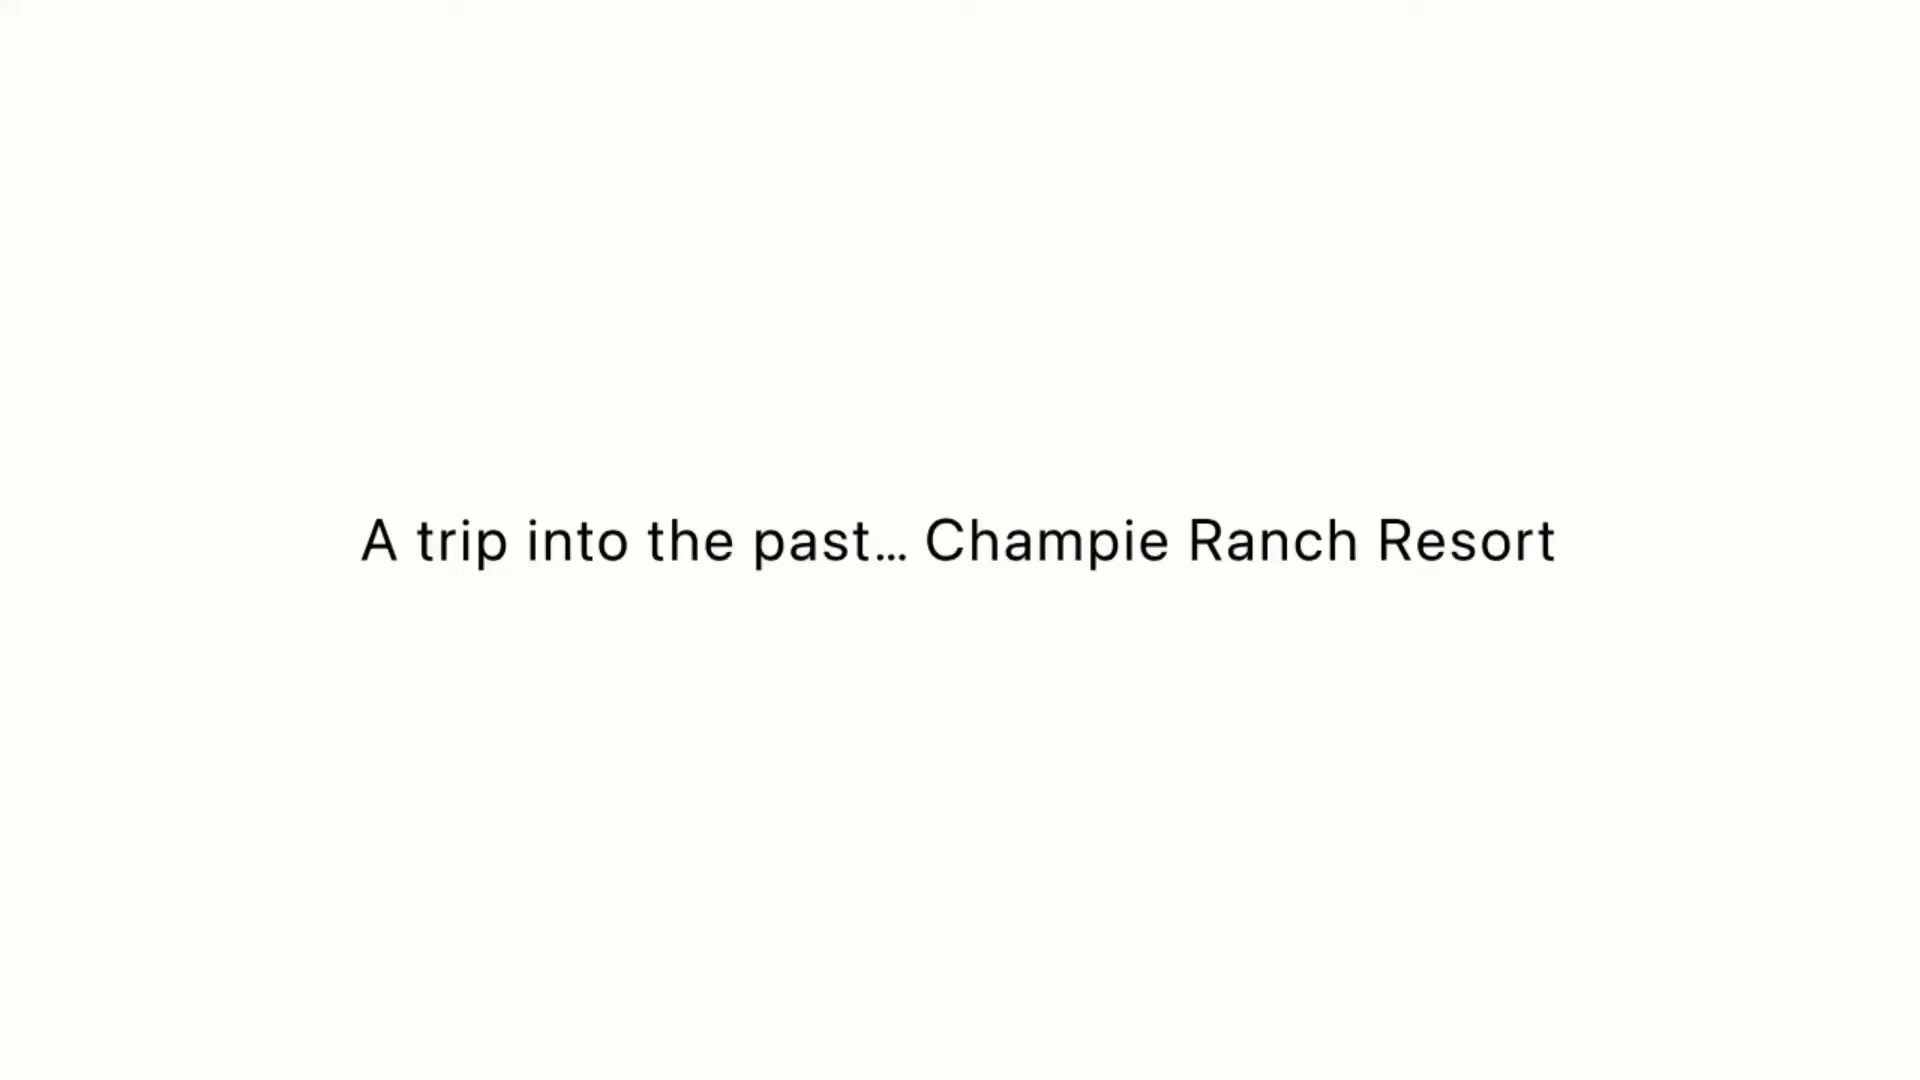 A trip into the past… Champie Ranch Resort